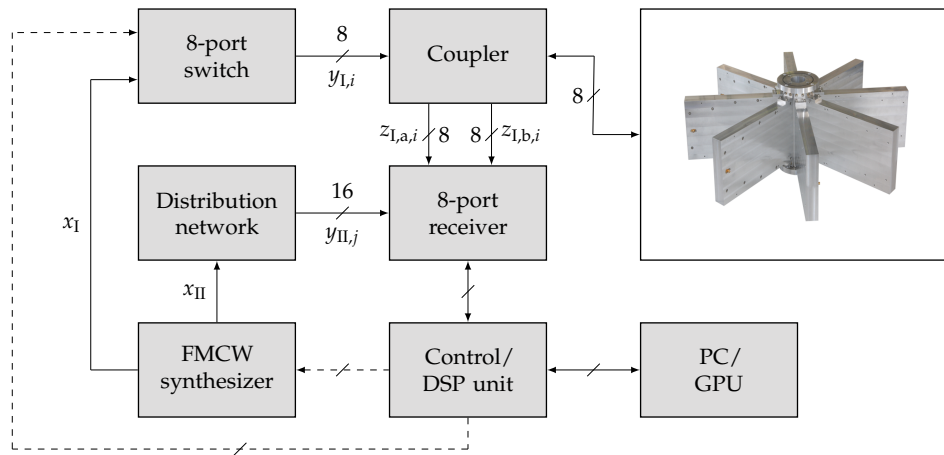 8-port
switch
8
y_{I,i}
Coupler
8
z_{I,a,i}
8
8
z_{I,b,i}
x_I
Distribution
network
16
y_{II,j}
8-port
receiver
x_{II}
FMCW
synthesizer
Control/
DSP unit
PC/
GPU